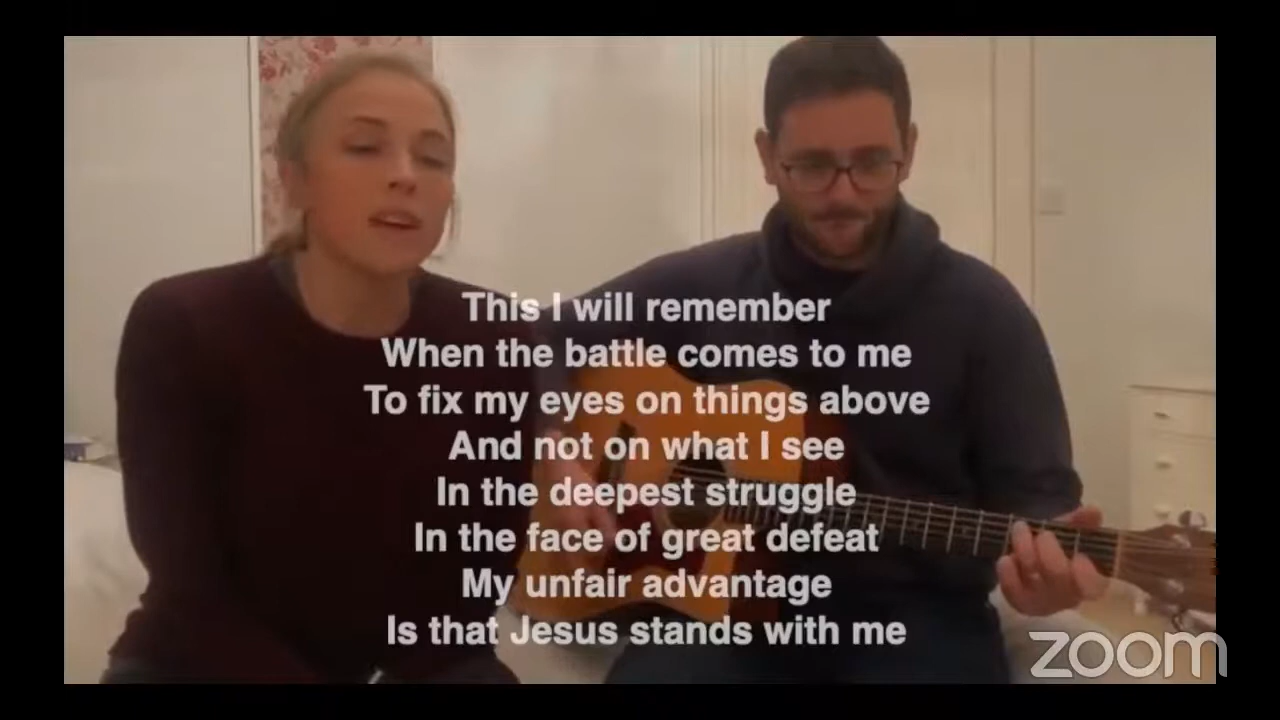 This I will remember
When the battle comes to me
To fix my eyes on things above
And not on what I see
In the deepest struggle
In the face of great defeat
My unfair advantage
Is that Jesus stands with me
zoom